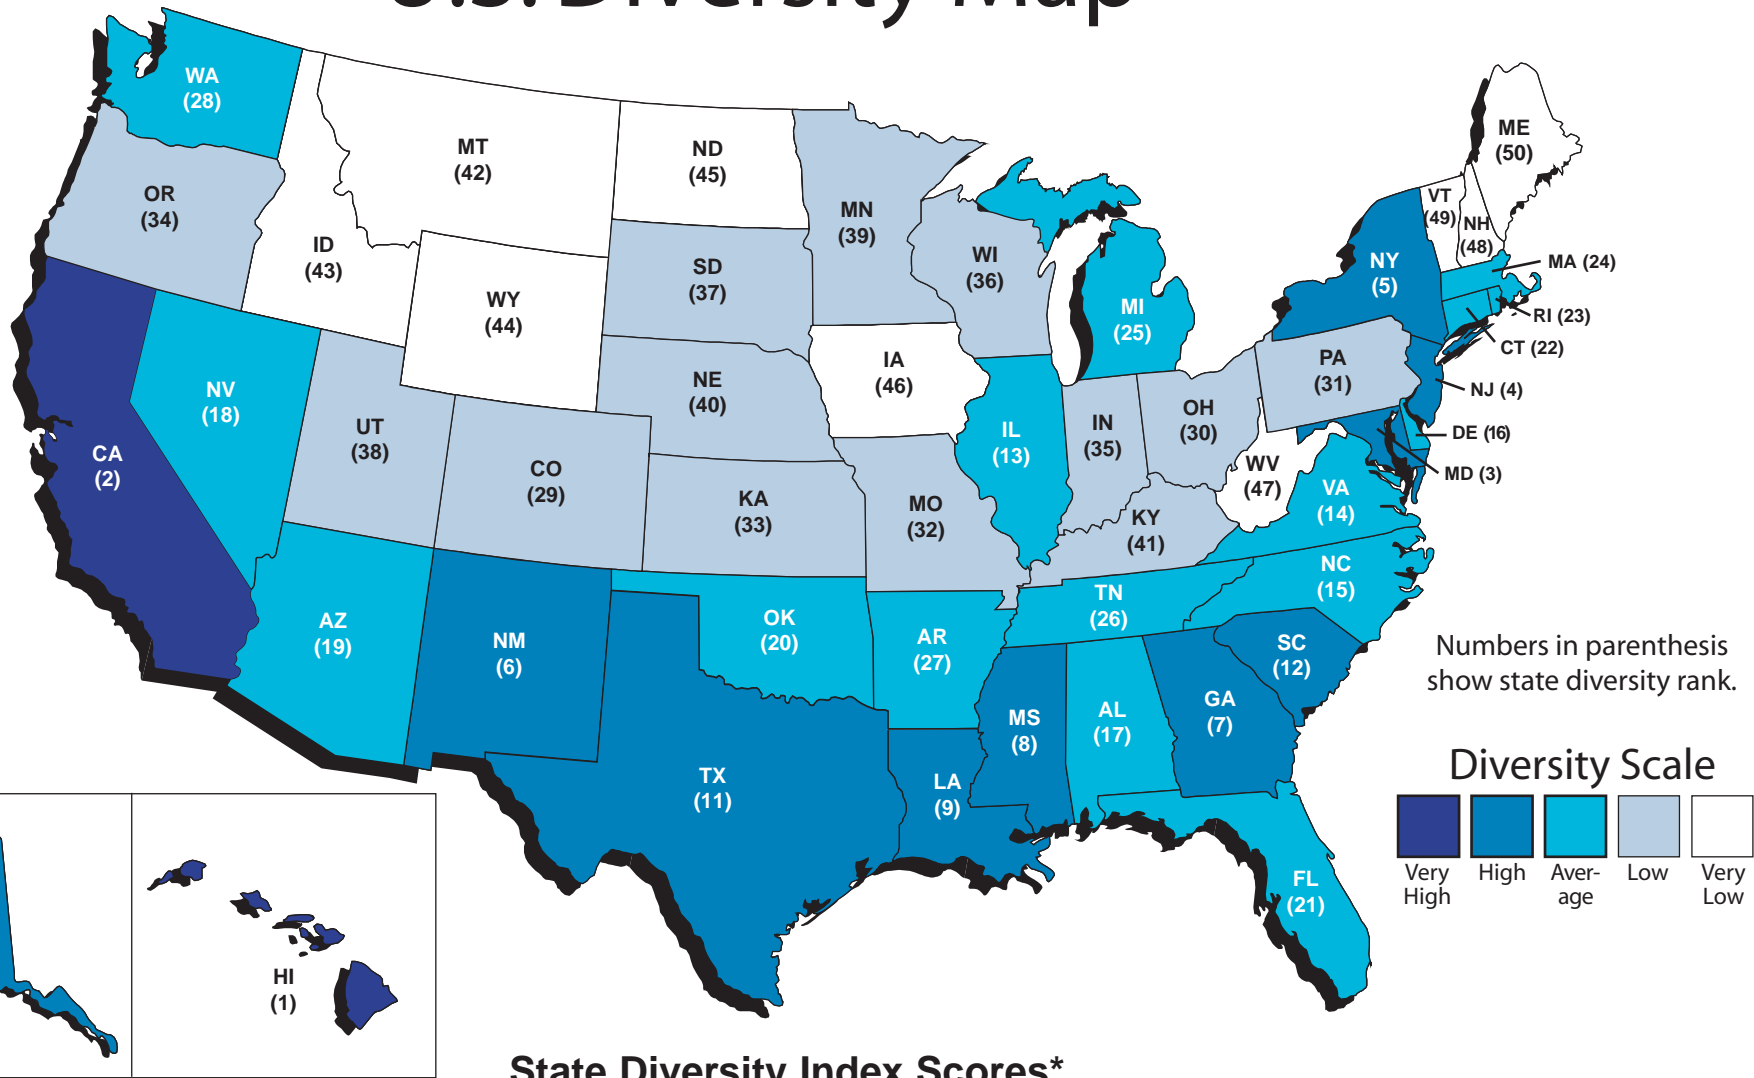 U.S. Diversity Map
WA
(28)
OR
(34)
CA
(2)
NV
(18)
ID
(43)
MT
(42)
WY
(44)
UT
(38)
AZ
(19)
CO
(29)
NM
(6)
ND
(45)
SD
(37)
NE
(40)
KA
(33)
OK
(20)
TX
(11)
MN
(39)
IA
(46)
MO
(32)
AR
(27)
LA
(9)
WI
(36)
IL
(13)
MI
(25)
IN
(35)
OH
(30)
KY
(41)
TN
(26)
MS
(8)
AL
(17)
GA
(7)
FL
(21)
SC
(12)
NC
(15)
VA
(14)
WV
(47)
PA
(31)
NY
(5)
VT
(49)
NH
(48)
ME
(50)
MA (24)
RI (23)
CT (22)
NJ (4)
DE (16)
MD (3)
HI
(1)
Numbers in parenthesis
show state diversity rank.
Diversity Scale
Very
High
High
Aver-
age
Low
Very
Low
State Diversity Index Scores*